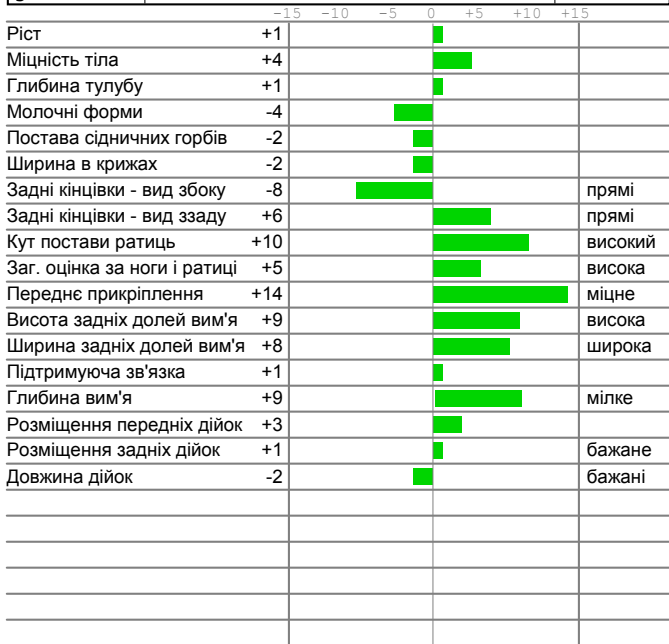 -15 -10 -5 0 +5 +10 +15
Ріст +1
Міцність тіла +4
Глибина тулубу +1
Молочні форми -4
Постава сідничних горбів -2
Ширина в крижах -2
Задні кінцівки - вид збоку -8 прямі
Задні кінцівки - вид ззаду +6 прямі
Кут постави ратиць +10 високий
Заг. оцінка за ноги і ратиці +5 висока
Переднє прикріплення +14 міцне
Висота задніх долей вим'я +9 висока
Ширина задніх долей вим'я +8 широка
Підтримуюча зв'язка +1
Глибина вим'я +9 мілке
Розміщення передніх дійок +3
Розміщення задніх дійок +1 бажане
Довжина дійок -2 бажані